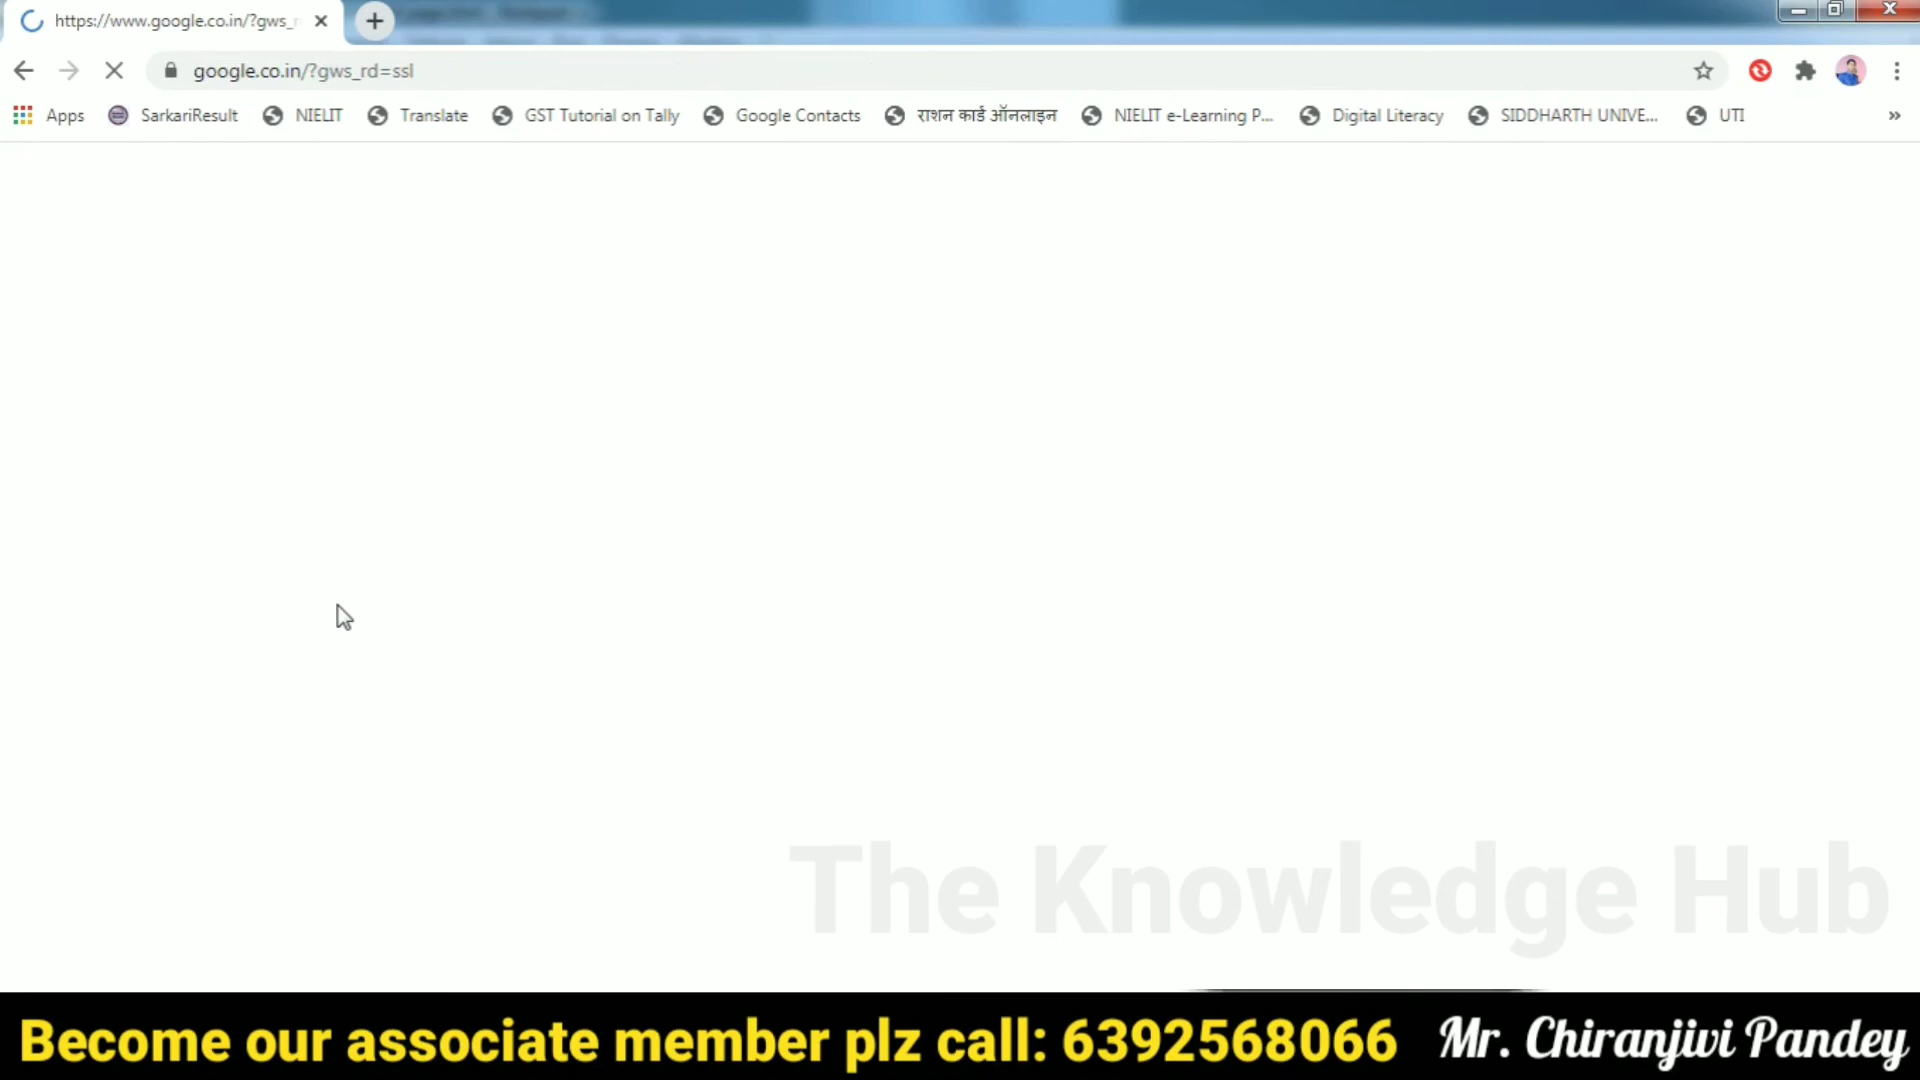 https://www.google.co.in/?gws_r
google.co.in/?gws_rd=ssl
Apps SarkariResult NIELIT Translate GST Tutorial on Tally Google Contacts राशन कार्ड ऑनलाइन NIELIT e-Learning P... Digital Literacy SIDDHARTH UNIVE... UTI »
The Knowledge Hub
Become our associate member plz call: 6392568066 Mr. Chiranjivi Pandey